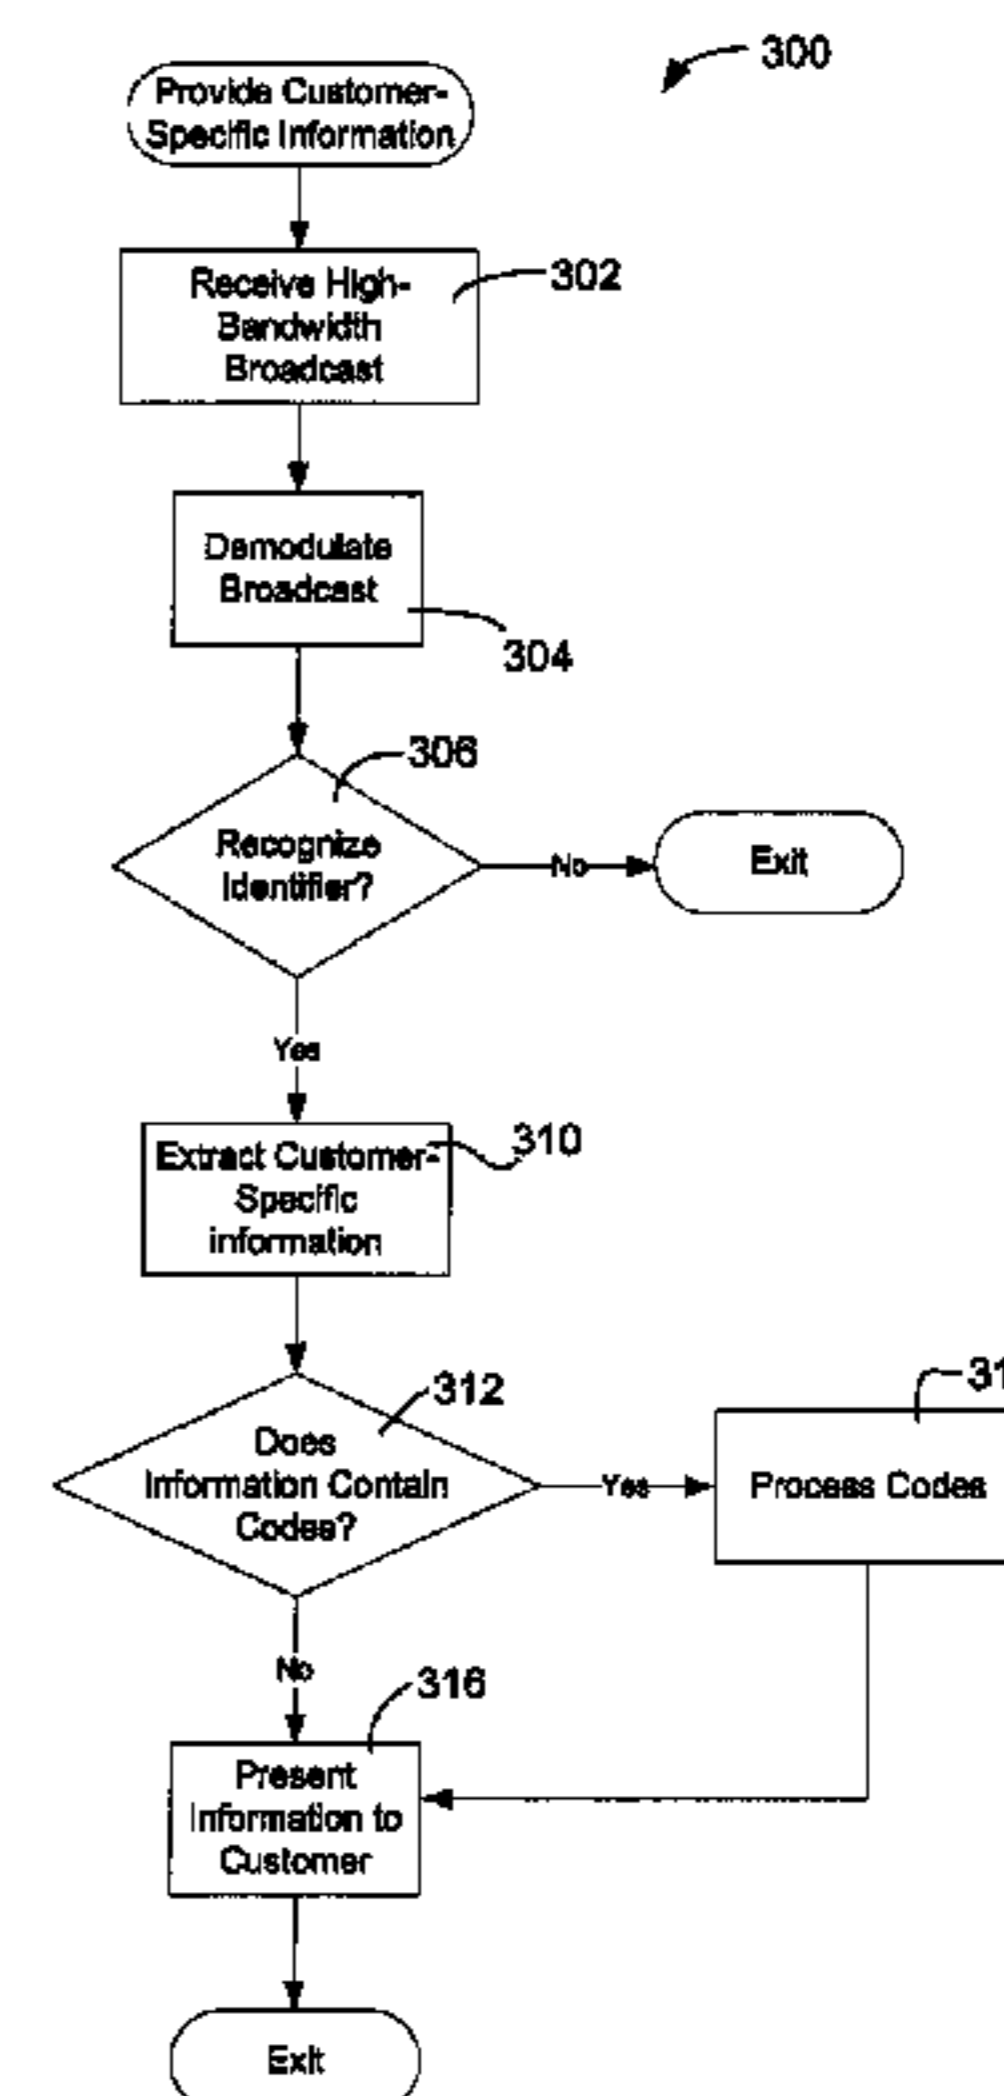 300
Provide Customer-
Specific Information
Receive High-
Bandwidth
Broadcast
302
Demodulate
Broadcast
304
306
Recognize
Identifier?
No
Exit
Yes
Extract Customer-
Specific
information
310
312
Does
Information Contain
Codes?
Yes
Process Codes
No
316
Present
Information to
Customer
Exit